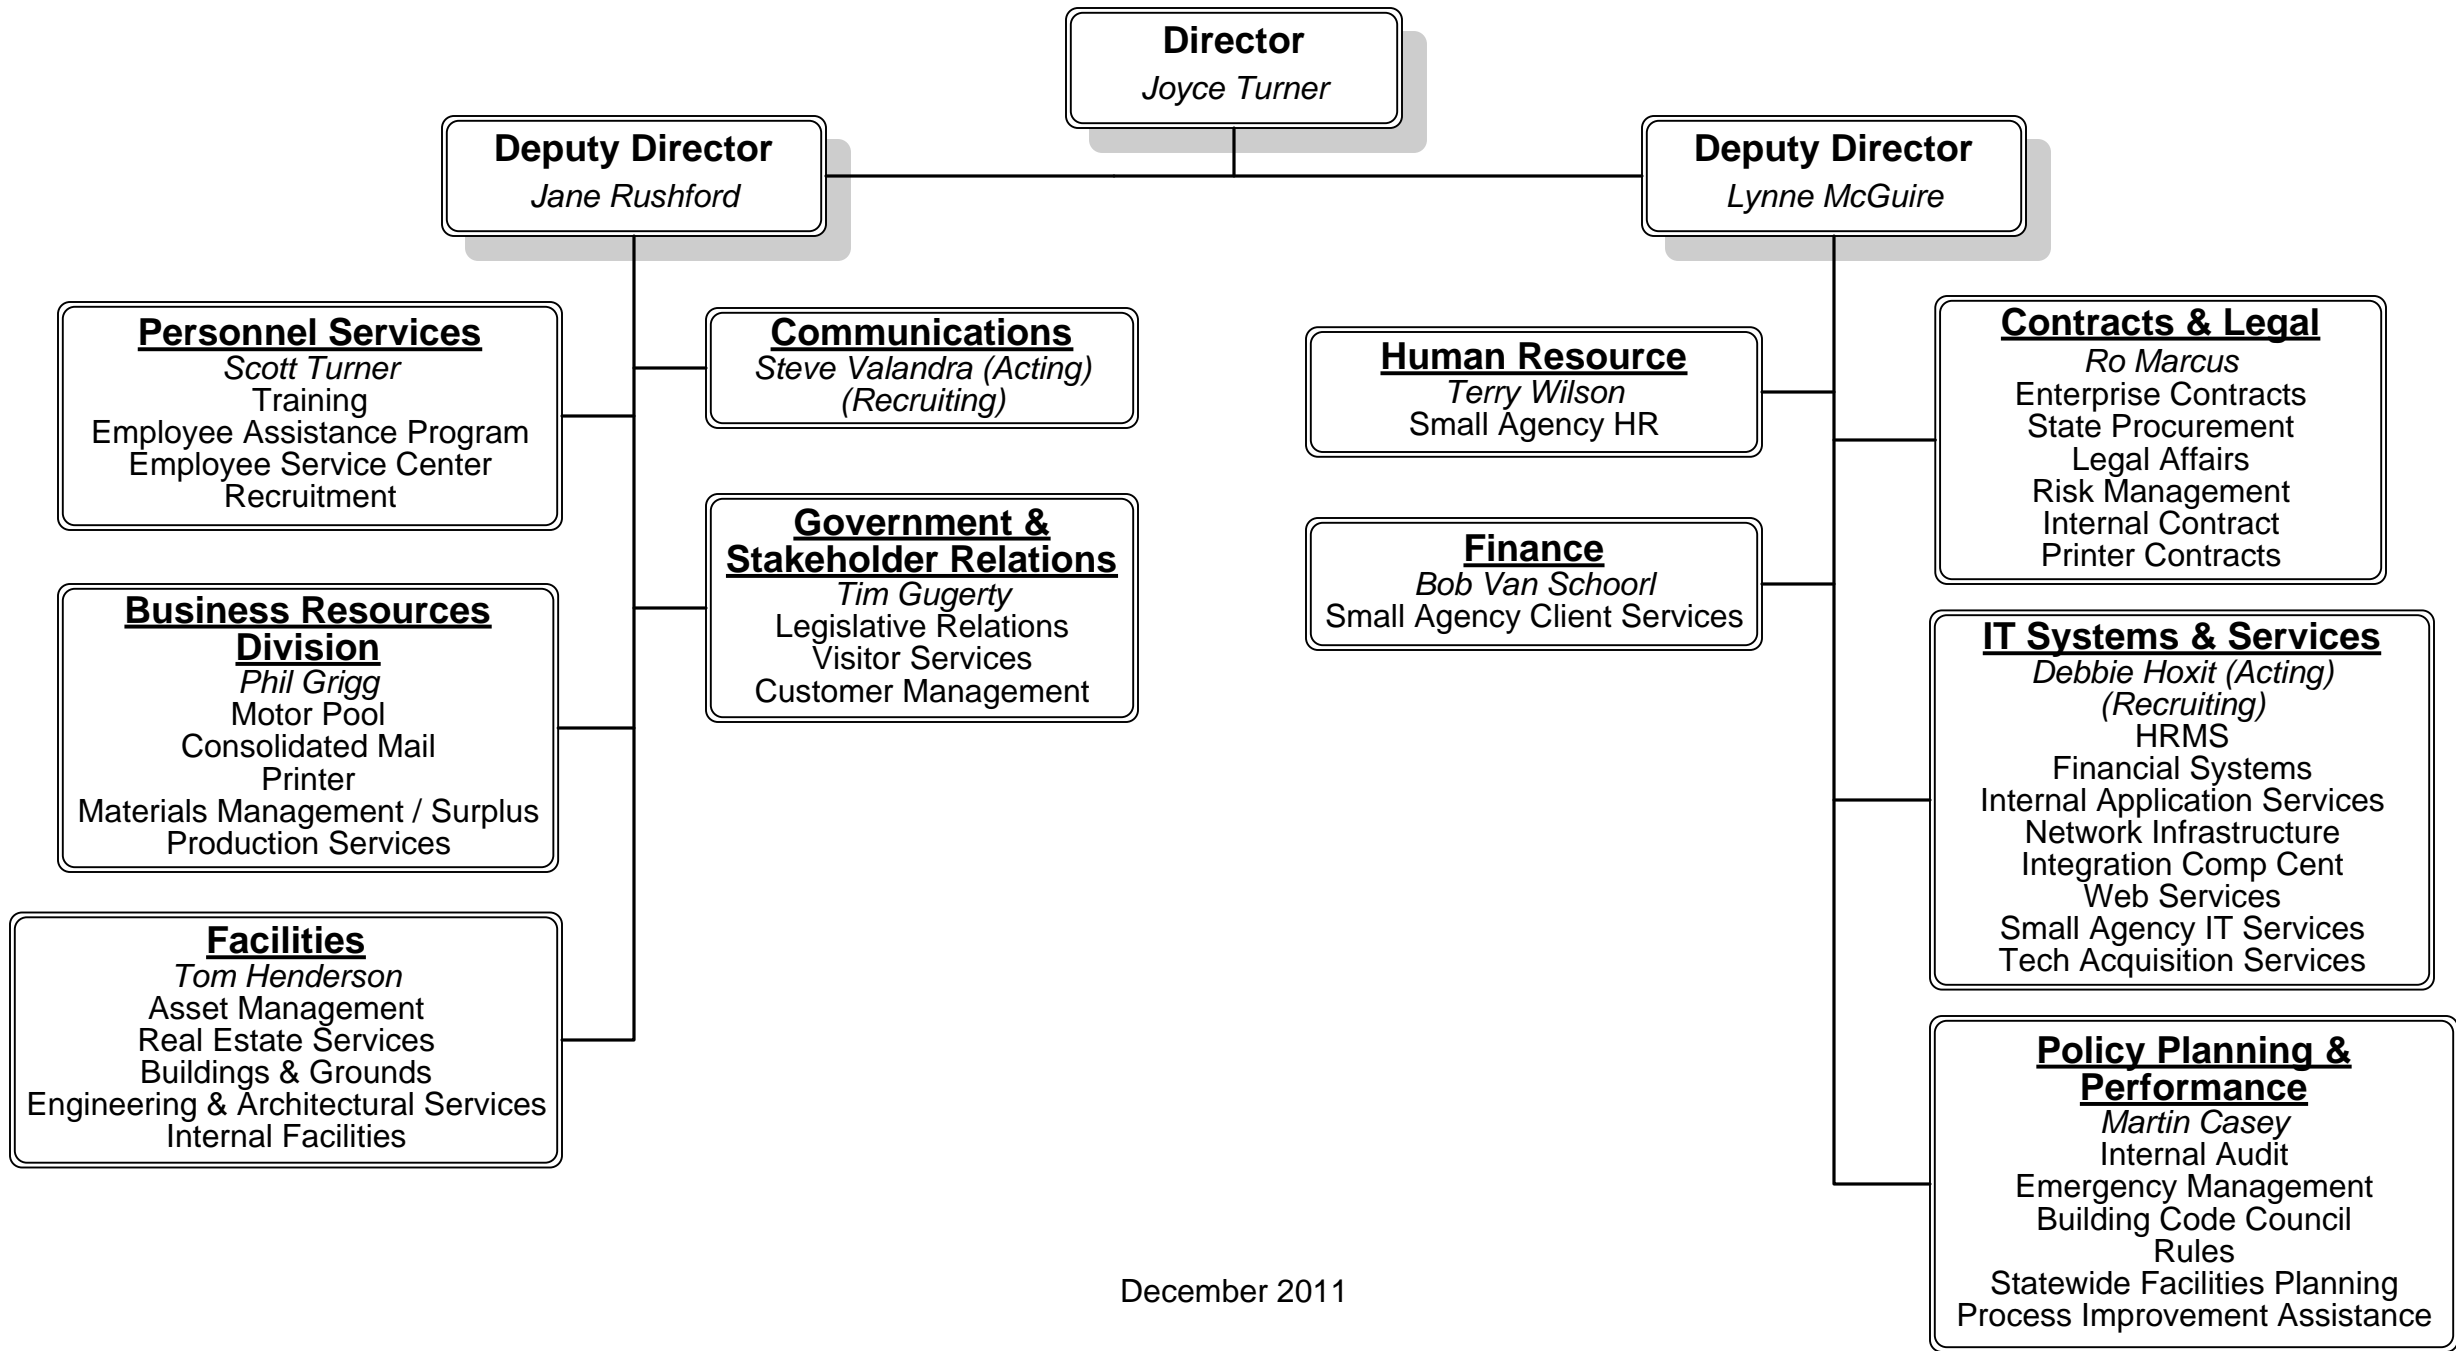 Director
Joyce Turner
Deputy Director
Jane Rushford
Deputy Director
Lynne McGuire
Personnel Services
Scott Turner
Training
Employee Assistance Program
Employee Service Center
Recruitment
Business Resources
Division
Phil Grigg
Motor Pool
Consolidated Mail
Printer
Materials Management / Surplus
Production Services
Facilities
Tom Henderson
Asset Management
Real Estate Services
Buildings & Grounds
Engineering & Architectural Services
Internal Facilities
Communications
Steve Valandra (Acting)
(Recruiting)
Government &
Stakeholder Relations
Tim Gugerty
Legislative Relations
Visitor Services
Customer Management
Human Resource
Terry Wilson
Small Agency HR
Finance
Bob Van Schoorl
Small Agency Client Services
Contracts & Legal
Ro Marcus
Enterprise Contracts
State Procurement
Legal Affairs
Risk Management
Internal Contract
Printer Contracts
IT Systems & Services
Debbie Hoxit (Acting)
(Recruiting)
HRMS
Financial Systems
Internal Application Services
Network Infrastructure
Integration Comp Cent
Web Services
Small Agency IT Services
Tech Acquisition Services
Policy Planning &
Performance
Martin Casey
Internal Audit
Emergency Management
Building Code Council
Rules
Statewide Facilities Planning
Process Improvement Assistance
December 2011